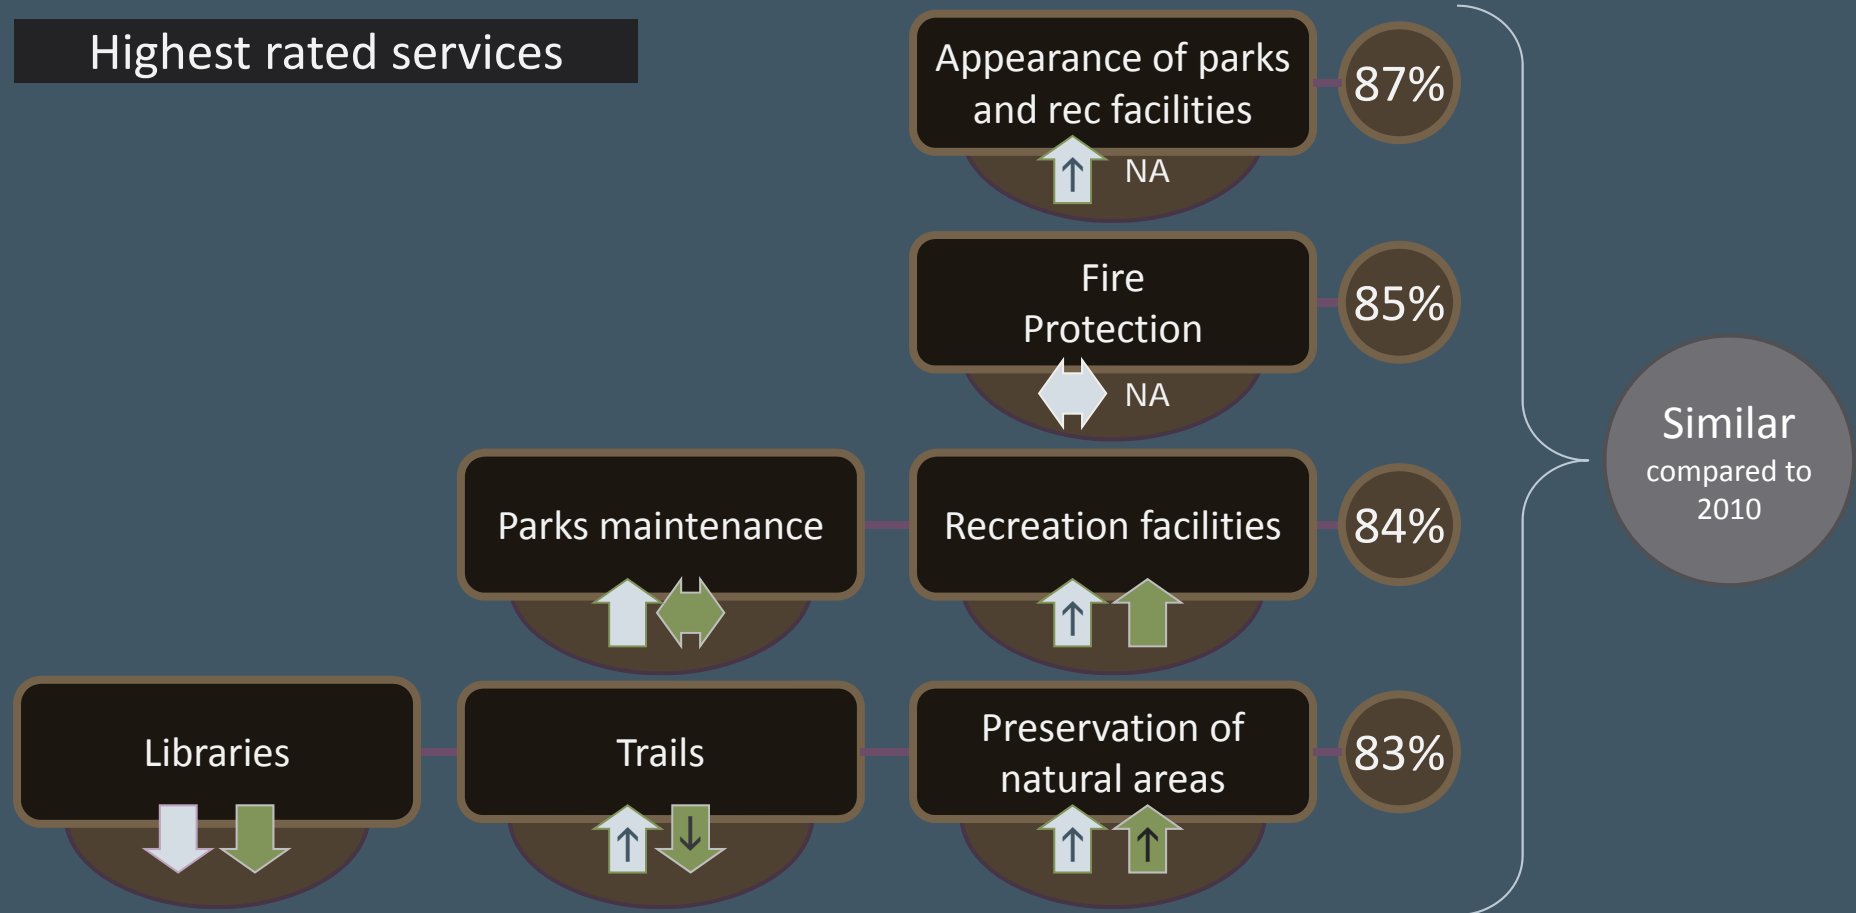 Highest rated services
Appearance of parks
and rec facilities
87%
↑
NA
Fire
Protection
85%
NA
Parks maintenance
Recreation facilities
84%
↑
Libraries
Trails
Preservation of
natural areas
83%
↑
↓
↑
↑
Similar
compared to
2010